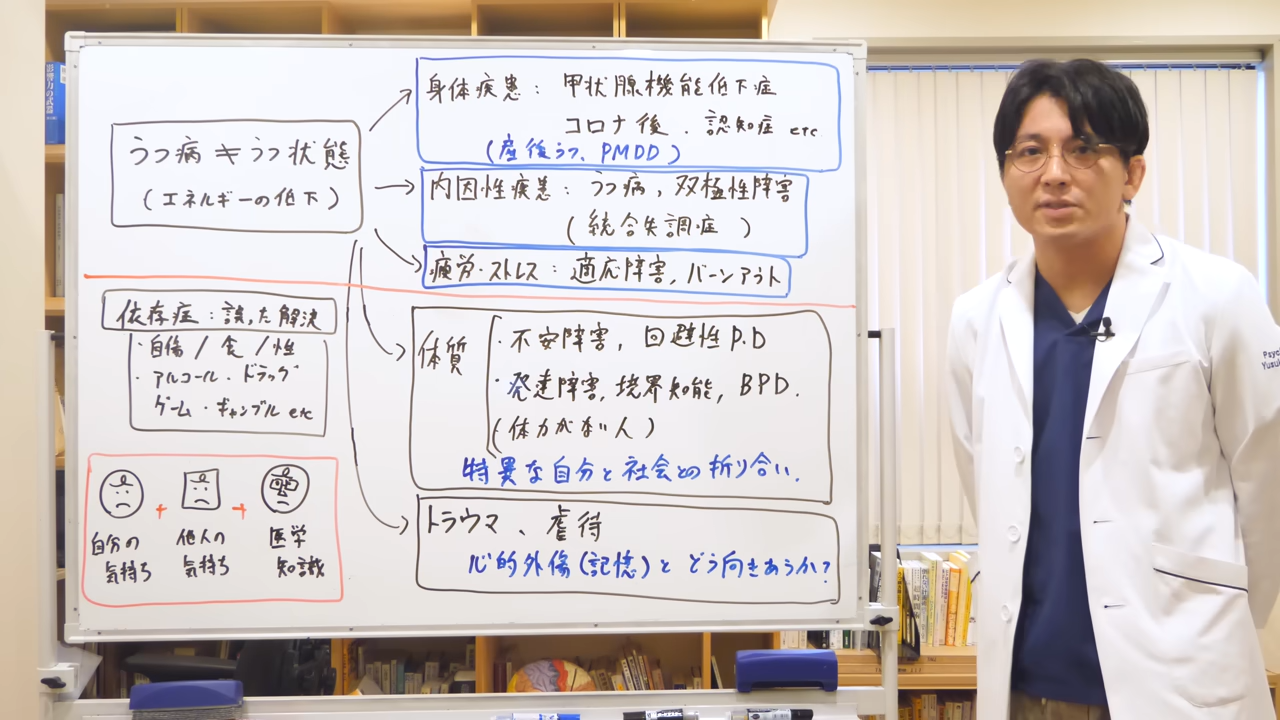 うつ病≠うつ状態
(エネルギーの低下)
身体疾患: 甲状腺機能低下症
コロナ後、認知症 etc
(産後うつ、PMDD)
内因性疾患: うつ病, 双極性障害
(統合失調症)
疲労・ストレス: 適応障害, バーンアウト
依存症:誤った解決
・自傷/食/性
・アルコール・ドラッグ
ゲーム・ギャンブル etc
体質
・不安障害, 回避性P.D
・発達障害, 境界知能, BPD.
(体力がない人)
特異な自分と社会との折り合い.
トラウマ、虐待
心的外傷(記憶)とどう向きあうか?
自分の
気持ち
+
他人の
気持ち
+
医学
知識
影響力の武器
Psych
Yusuk